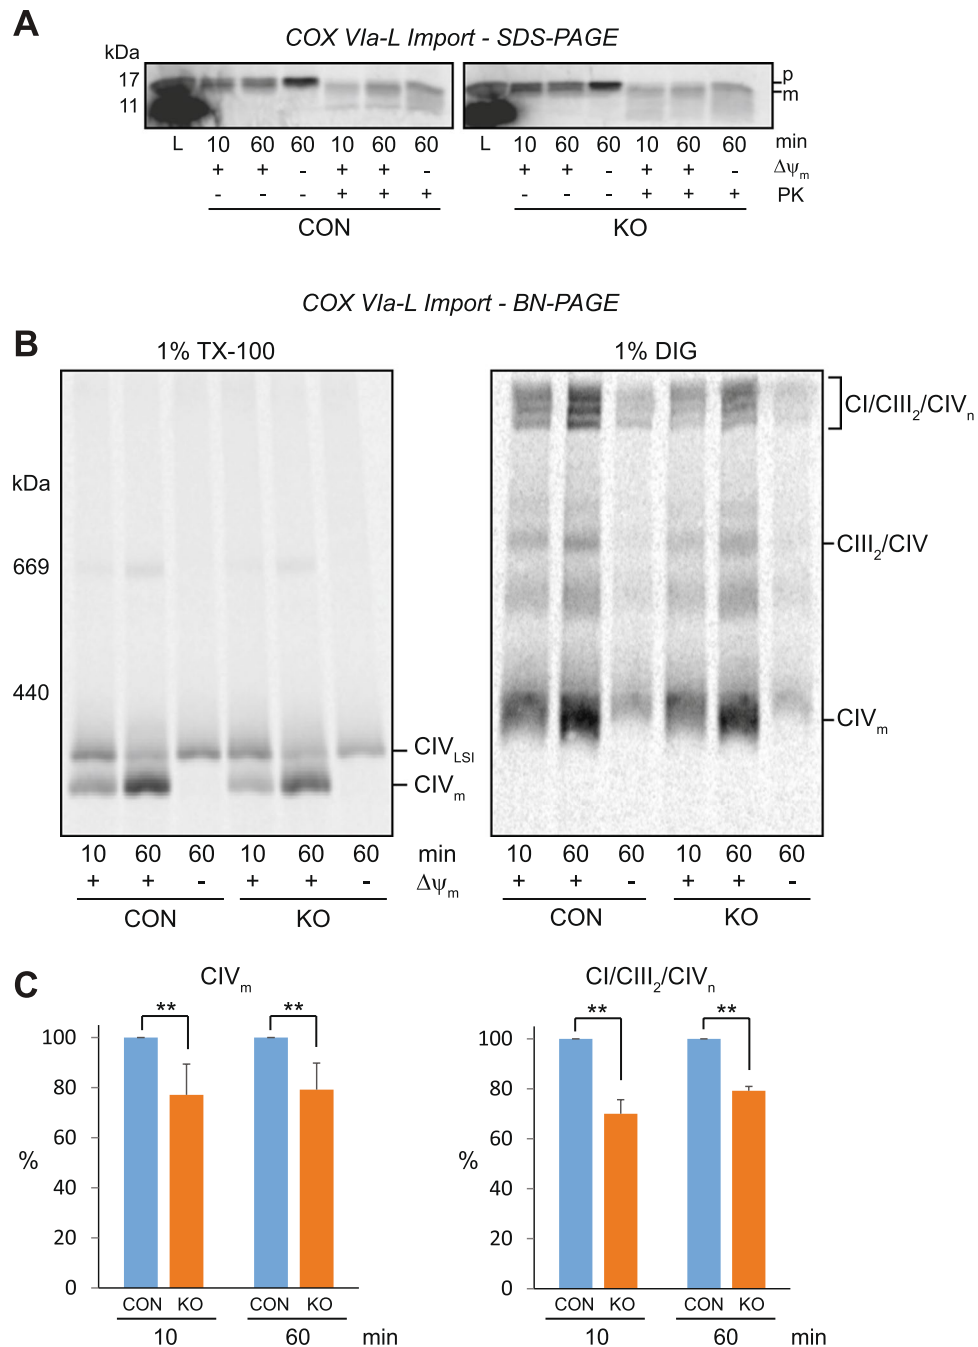 A
COX VIa-L Import - SDS-PAGE
kDa
17
11
p
m
L 10 60 60 10 60 60 L 10 60 60 10 60 60 min
+ + - + + - + + - + + - Δψm
- - - + + + - - - + + + PK
CON KO
COX VIa-L Import - BN-PAGE
B
1% TX-100 1% DIG
kDa
669
440
CI/CIII2/CIVn
CIII2/CIV
CIVLSI
CIVm
CIVm
10 60 60 10 60 60 min 10 60 60 10 60 60
+ + - + + - Δψm + + - + + -
CON KO CON KO
C
CIVm CI/CIII2/CIVn
** ** ** **
100 100
80 80
60 60
% %
40 40
20 20
0 0
CON KO CON KO CON KO CON KO
10 60 min 10 60 min